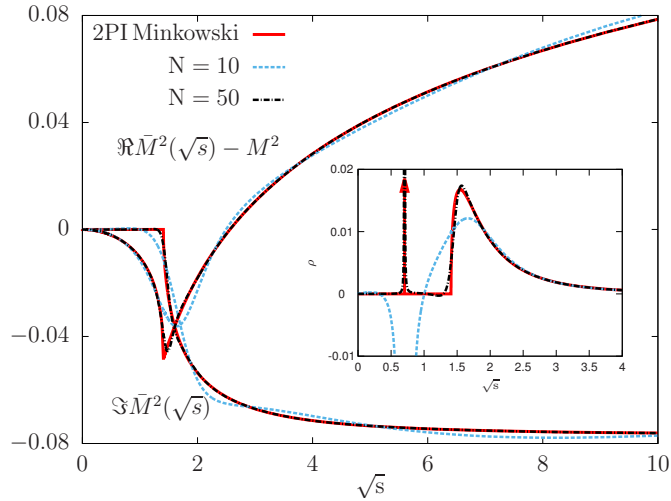 0.08
0.04
0
−0.04
−0.08
2PI Minkowski
N = 10
N = 50
ℜM̄²(√s) − M²
ℑM̄²(√s)
0 2 4 6 8 10
√s
0.02
0.01
0
-0.01
ρ
0 0.5 1 1.5 2 2.5 3 3.5 4
√s